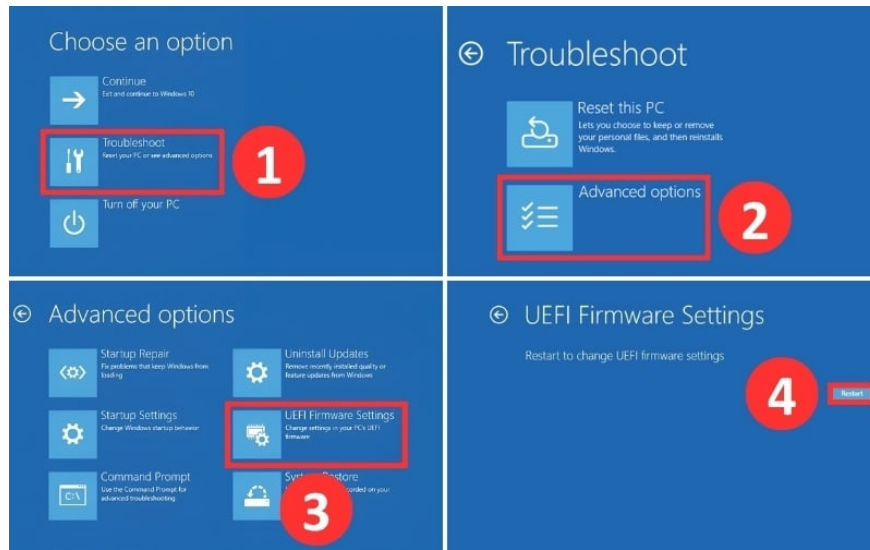 Choose an option
Continue
Exit and continue to Windows 10
Troubleshoot
Reset your PC or see advanced options
Turn off your PC
1
Troubleshoot
Reset this PC
Lets you choose to keep or remove
your personal files, and then reinstalls
Windows.
Advanced options
2
Advanced options
Startup Repair
Fix problems that keep Windows from
loading
Uninstall Updates
Remove recently installed quality or
feature updates from Windows
Startup Settings
Change Windows startup behavior
UEFI Firmware Settings
Change settings in your PC's UEFI
firmware
Command Prompt
Use the Command Prompt for
advanced troubleshooting
C:\
System Restore
on your
3
UEFI Firmware Settings
Restart to change UEFI firmware settings
4
Restart